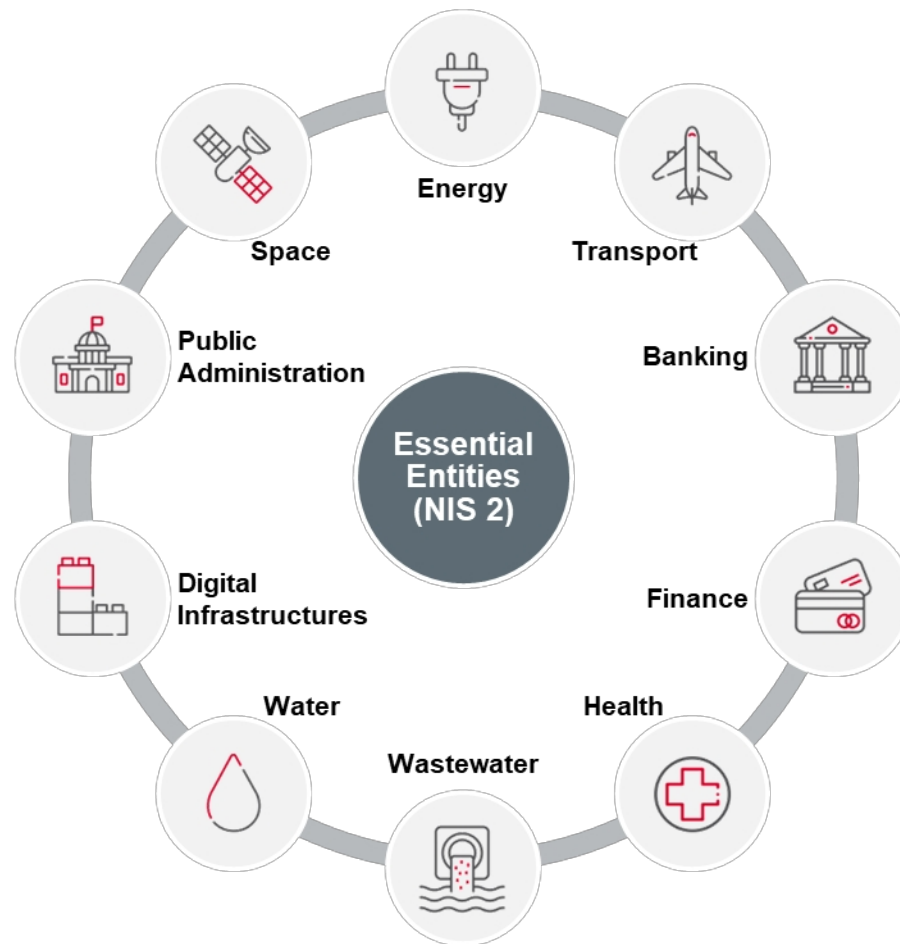 Energy
Space
Transport
Public
Administration
Banking
Essential
Entities
(NIS 2)
Digital
Infrastructures
Finance
Water
Health
Wastewater